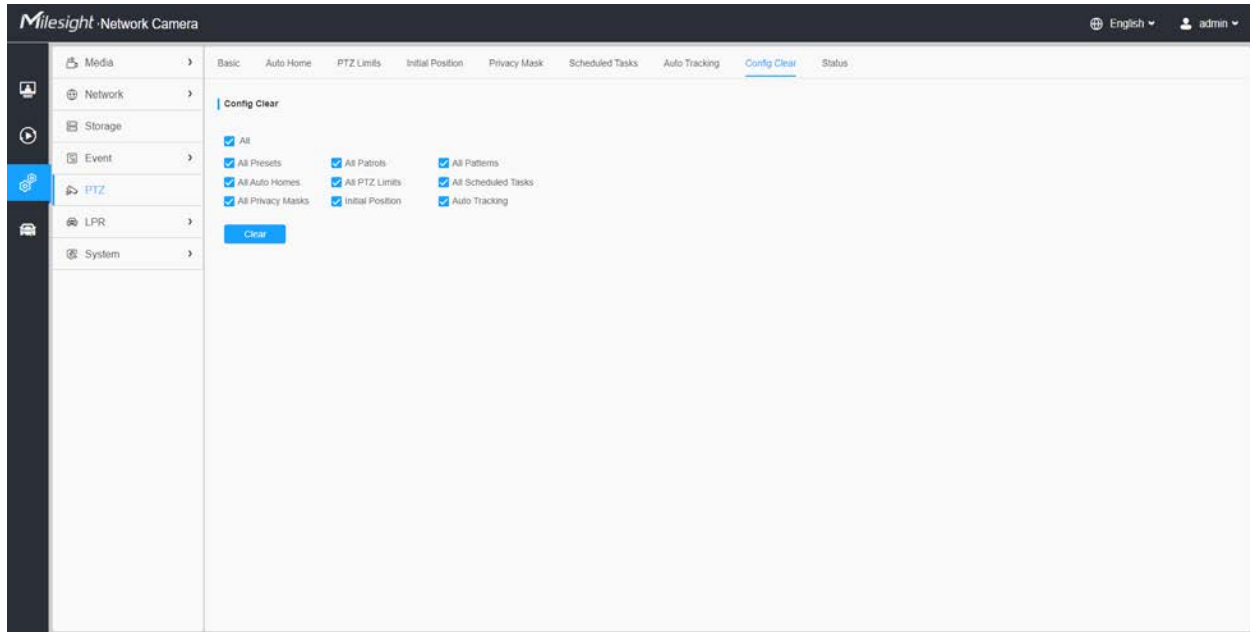 Milesight·Network Camera
English
admin
Media
Network
Storage
Event
PTZ
LPR
System
Basic Auto Home PTZ Limits Initial Position Privacy Mask Scheduled Tasks Auto Tracking Config Clear Status
Config Clear
All
All Presets All Patrols All Patterns
All Auto Homes All PTZ Limits All Scheduled Tasks
All Privacy Masks Initial Position Auto Tracking
Clear